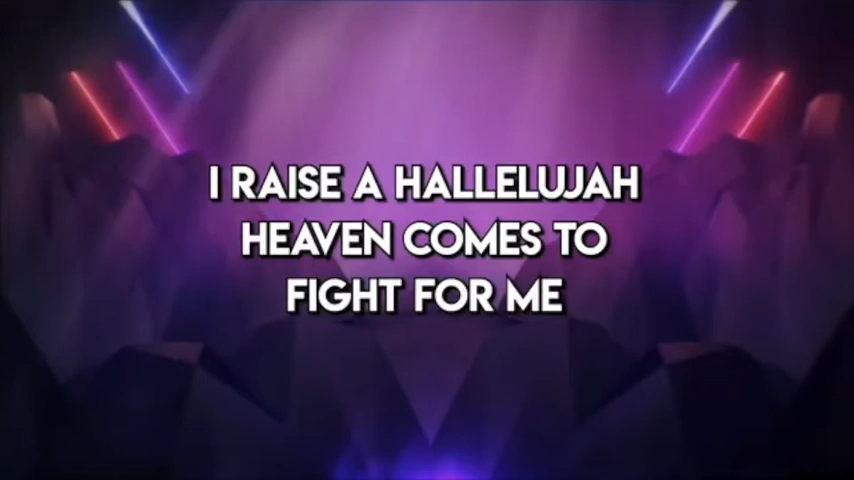 I RAISE A HALLELUJAH
HEAVEN COMES TO
FIGHT FOR ME